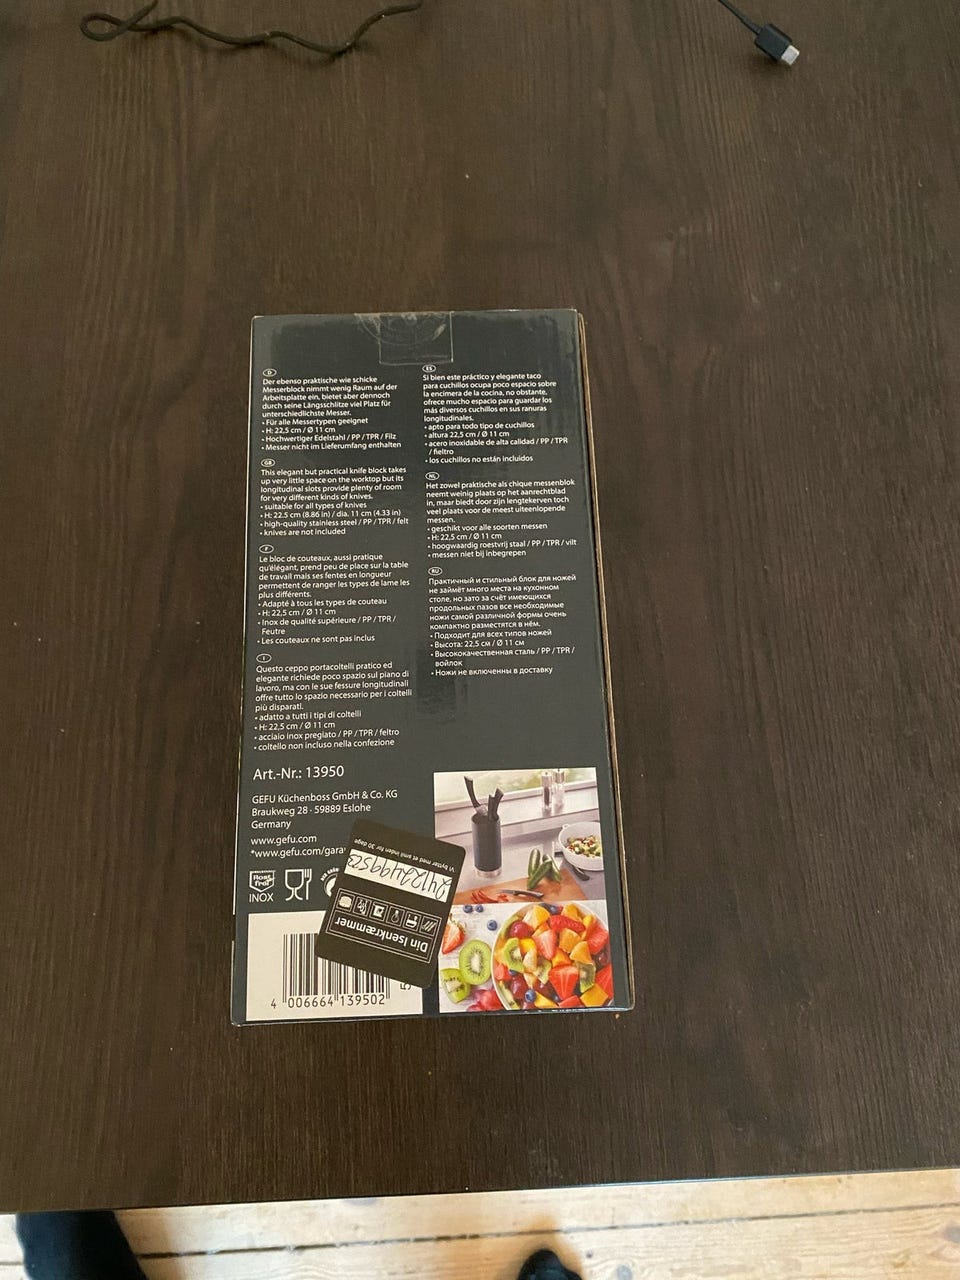 D
Der ebenso praktische wie schicke
Messerblock nimmt wenig Raum auf der
Arbeitsplatte ein, bietet aber dennoch
durch seine Längsschlitze viel Platz für
unterschiedlichste Messer.
• Für alle Messertypen geeignet
• H: 22,5 cm / Ø 11 cm
• Hochwertiger Edelstahl / PP / TPR / Filz
• Messer nicht im Lieferumfang enthalten
GB
This elegant but practical knife block takes
up very little space on the worktop but its
longitudinal slots provide plenty of room
for very different kinds of knives.
• suitable for all types of knives
• H: 22.5 cm (8.86 in) / dia. 11 cm (4.33 in)
• high-quality stainless steel / PP / TPR / felt
• knives are not included
F
Le bloc de couteaux, aussi pratique
qu'élégant, prend peu de place sur la table
de travail mais ses fentes en longueur
permettent de ranger les types de lame les
plus différents.
• Adapté à tous les types de couteau
• H: 22,5 cm / Ø 11 cm
• Inox de qualité supérieure / PP / TPR /
Feutre
• Les couteaux ne sont pas inclus
I
Questo ceppo portacoltelli pratico ed
elegante richiede poco spazio sul piano di
lavoro, ma con le sue fessure longitudinali
offre tutto lo spazio necessario per i coltelli
più disparati.
• adatto a tutti i tipi di coltelli
• H: 22,5 cm / Ø 11 cm
• acciaio inox pregiato / PP / TPR / feltro
• coltello non incluso nella confezione
ES
Si bien este práctico y elegante taco
para cuchillos ocupa poco espacio sobre
la encimera de la cocina, no obstante,
ofrece mucho espacio para guardar los
más diversos cuchillos en sus ranuras
longitudinales.
• apto para todo tipo de cuchillos
• altura 22,5 cm / Ø 11 cm
• acero inoxidable de alta calidad / PP / TPR
/ fieltro
• los cuchillos no están incluidos
NL
Het zowel praktische als chique messenblok
neemt weinig plaats op het aanrechtblad
in, maar biedt door zijn lengtekerven toch
veel plaats voor de meest uiteenlopende
messen.
• geschikt voor alle soorten messen
• H: 22,5 cm / Ø 11 cm
• hoogwaardig roestvrij staal / PP / TPR / vilt
• messen niet bij inbegrepen
RU
Практичный и стильный блок для ножей
не займёт много места на кухонном
столе, но зато за счёт имеющихся
продольных пазов все необходимые
ножи самой различной формы очень
компактно разместятся в нём.
• Подходит для всех типов ножей
• Высота: 22,5 см / Ø 11 см
• Высококачественная сталь / PP / TPR /
войлок
• Ножи не включенны в доставку
Art.-Nr.: 13950
GEFU Küchenboss GmbH & Co. KG
Braukweg 28 · 59889 Eslohe
Germany
www.gefu.com
*www.gefu.com/gara
Rost frei
INOX
Vi bytter med et smil inden for 30 dage
Din Isenkræmmer
4 006664 139502